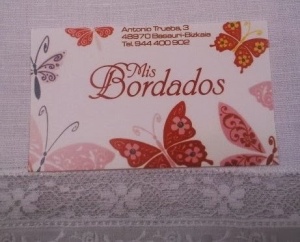 Antonio Trueba, 3
48970 Basauri-Bizkaia
Tel. 944 400 902
Mis
Bordados